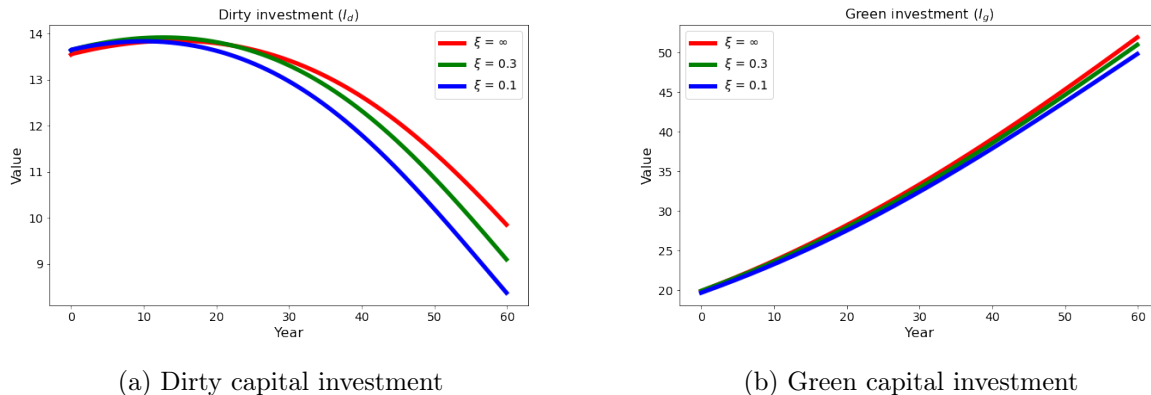 Dirty investment (I_d)
14
13
12
11
10
9
Value
0 10 20 30 40 50 60
Year
ξ = ∞
ξ = 0.3
ξ = 0.1
(a) Dirty capital investment
Green investment (I_g)
50
45
40
35
30
25
20
Value
0 10 20 30 40 50 60
Year
ξ = ∞
ξ = 0.3
ξ = 0.1
(b) Green capital investment